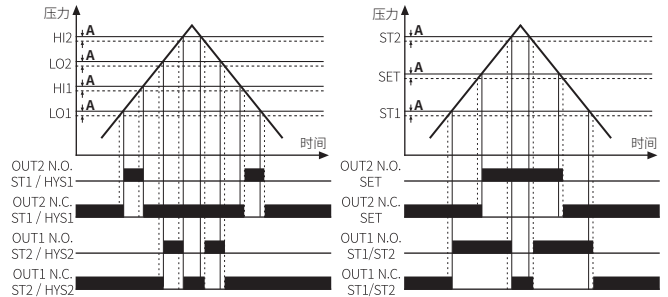 压力
HI2
A
LO2
A
HI1
A
LO1
A
时间
OUT2 N.O.
ST1 / HYS1
OUT2 N.C.
ST1 / HYS1
OUT1 N.O.
ST2 / HYS2
OUT1 N.C.
ST2 / HYS2
压力
ST2
A
SET
A
ST1
A
时间
OUT2 N.O.
SET
OUT2 N.C.
SET
OUT1 N.O.
ST1/ST2
OUT1 N.C.
ST1/ST2